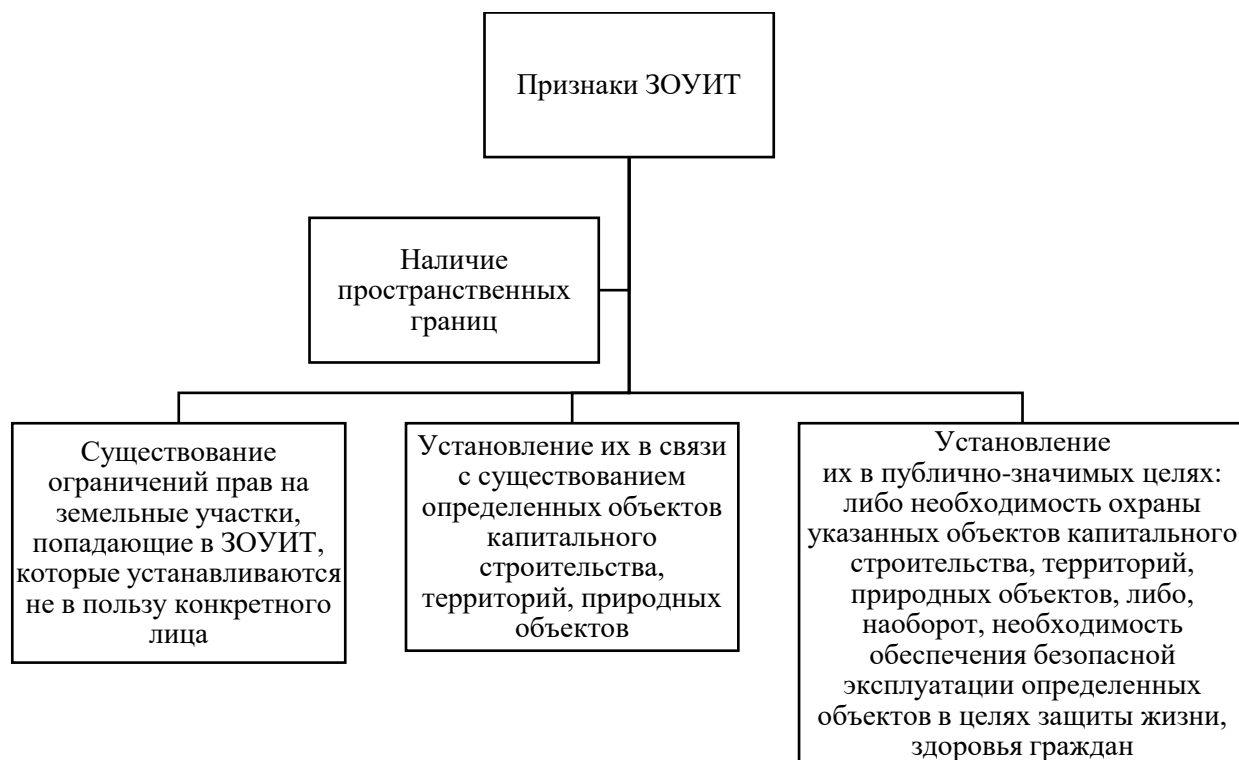 Признаки ЗОУИТ
Наличие
пространственных
границ
Существование
ограничений прав на
земельные участки,
попадающие в ЗОУИТ,
которые устанавливаются
не в пользу конкретного
лица
Установление их в связи
с существованием
определенных объектов
капитального
строительства,
территорий, природных
объектов
Установление
их в публично-значимых целях:
либо необходимость охраны
указанных объектов капитального
строительства, территорий,
природных объектов, либо,
наоборот, необходимость
обеспечения безопасной
эксплуатации определенных
объектов в целях защиты жизни,
здоровья граждан